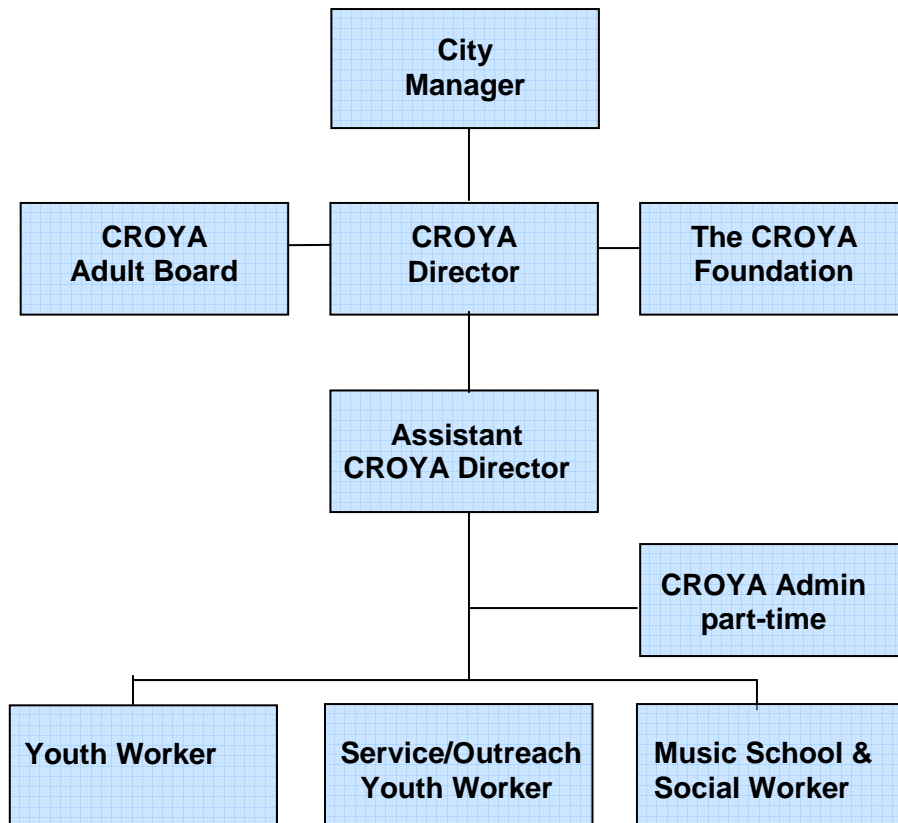 City
Manager
CROYA
Adult Board
CROYA
Director
The CROYA
Foundation
Assistant
CROYA Director
CROYA Admin
part-time
Youth Worker
Service/Outreach
Youth Worker
Music School &
Social Worker